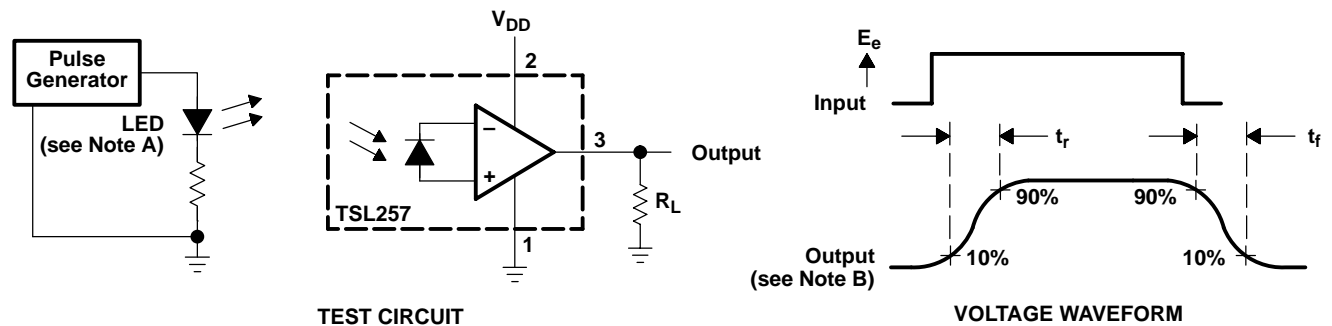 Pulse
Generator
LED
(see Note A)
VDD
2
−
+
3
Output
RL
TSL257
1
TEST CIRCUIT
Ee
Input
tr
tf
90%
90%
Output
(see Note B)
10%
10%
VOLTAGE WAVEFORM